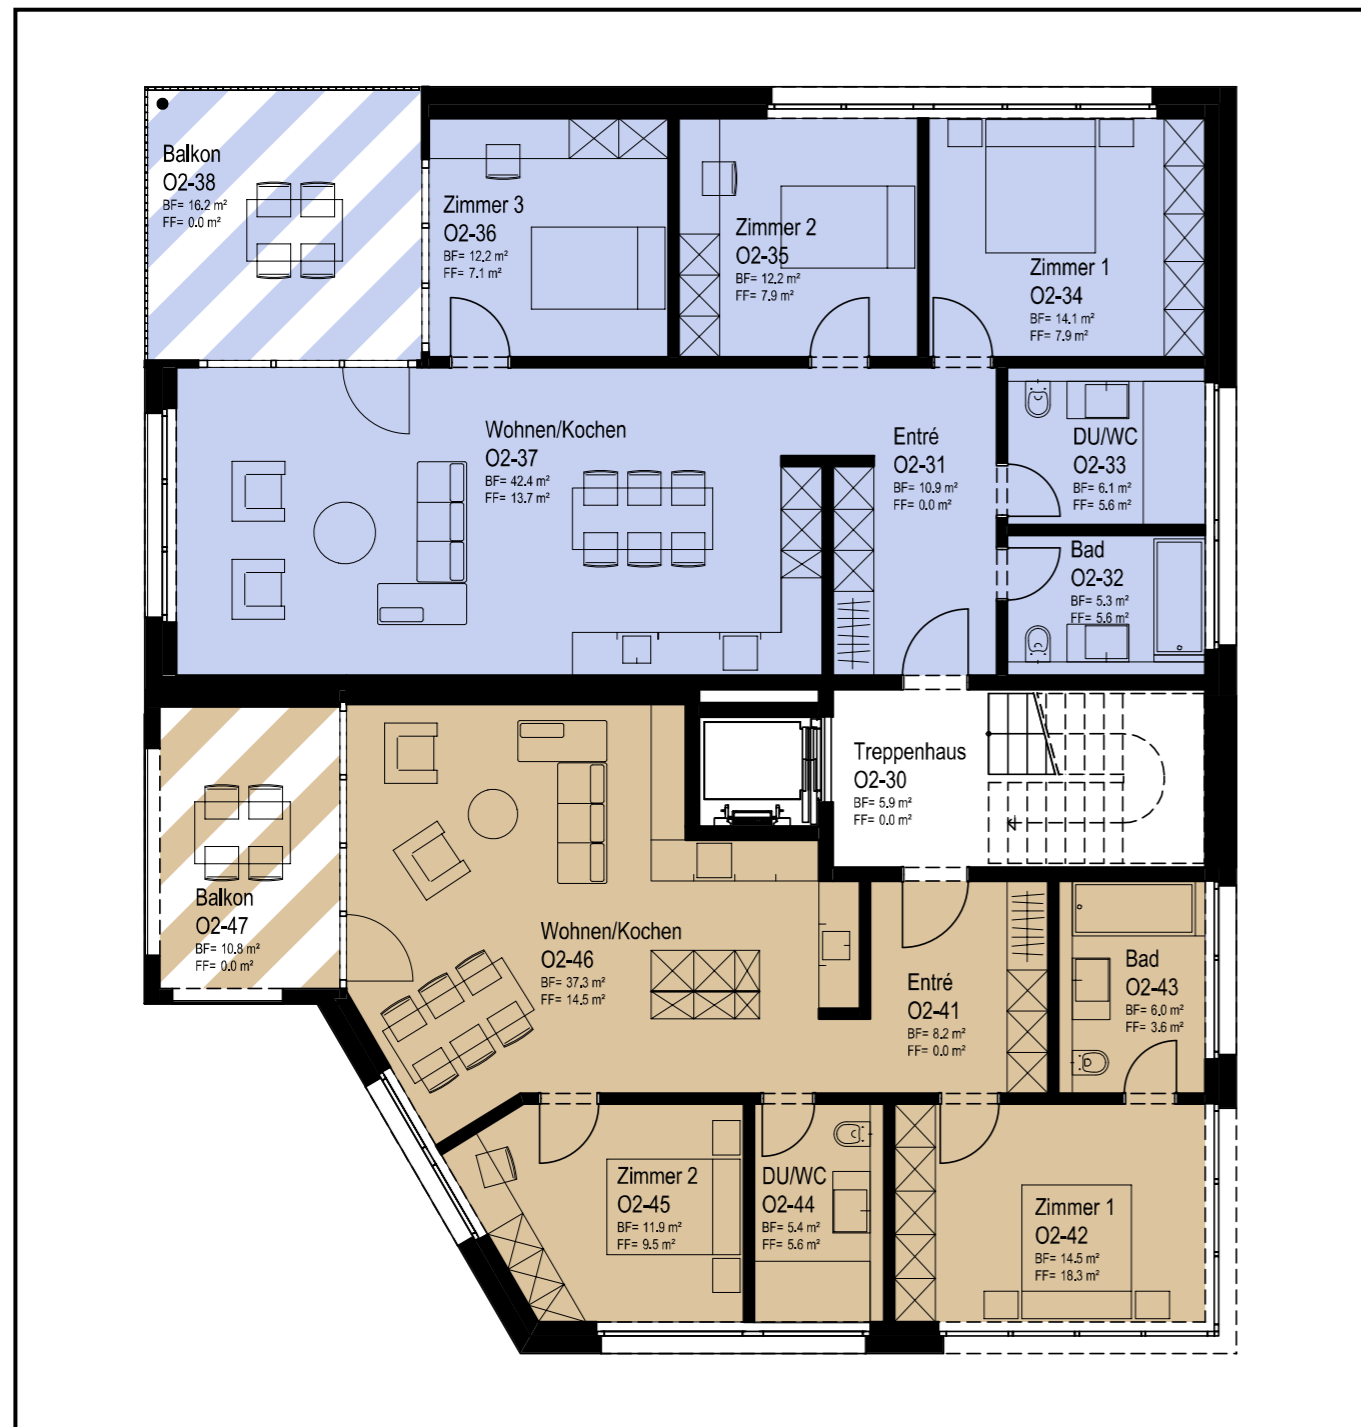 Balkon
O2-38
BF= 16.2 m²
FF= 0.0 m²
Zimmer 3
O2-36
BF= 12.2 m²
FF= 7.1 m²
Zimmer 2
O2-35
BF= 12.2 m²
FF= 7.9 m²
Zimmer 1
O2-34
BF= 14.1 m²
FF= 7.9 m²
Wohnen/Kochen
O2-37
BF= 42.4 m²
FF= 13.7 m²
Entré
O2-31
BF= 10.9 m²
FF= 0.0 m²
DU/WC
O2-33
BF= 6.1 m²
FF= 5.6 m²
Bad
O2-32
BF= 5.3 m²
FF= 5.6 m²
Treppenhaus
O2-30
BF= 5.9 m²
FF= 0.0 m²
Balkon
O2-47
BF= 10.8 m²
FF= 0.0 m²
Wohnen/Kochen
O2-46
BF= 37.3 m²
FF= 14.5 m²
Entré
O2-41
BF= 8.2 m²
FF= 0.0 m²
Bad
O2-43
BF= 6.0 m²
FF= 3.6 m²
Zimmer 2
O2-45
BF= 11.9 m²
FF= 9.5 m²
DU/WC
O2-44
BF= 5.4 m²
FF= 5.6 m²
Zimmer 1
O2-42
BF= 14.5 m²
FF= 18.3 m²